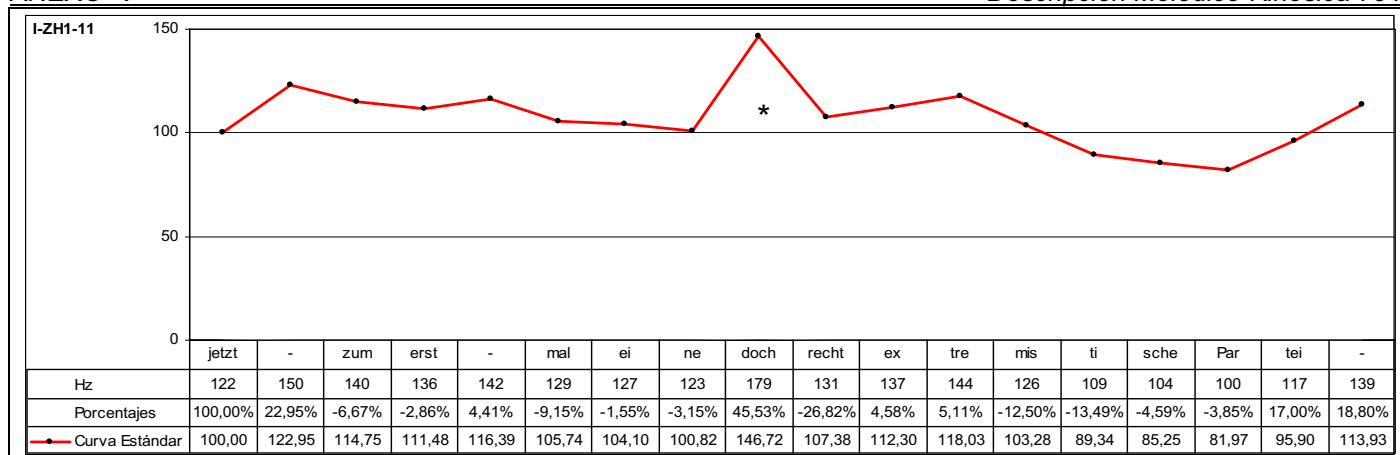 I-ZH1-11
150
100
*
50
0
jetzt - zum erst - mal ei ne doch recht ex tre mis ti sche Par tei -
Hz 122 150 140 136 142 129 127 123 179 131 137 144 126 109 104 100 117 139
Porcentajes 100,00% 22,95% -6,67% -2,86% 4,41% -9,15% -1,55% -3,15% 45,53% -26,82% 4,58% 5,11% -12,50% -13,49% -4,59% -3,85% 17,00% 18,80%
Curva Estándar 100,00 122,95 114,75 111,48 116,39 105,74 104,10 100,82 146,72 107,38 112,30 118,03 103,28 89,34 85,25 81,97 95,90 113,93